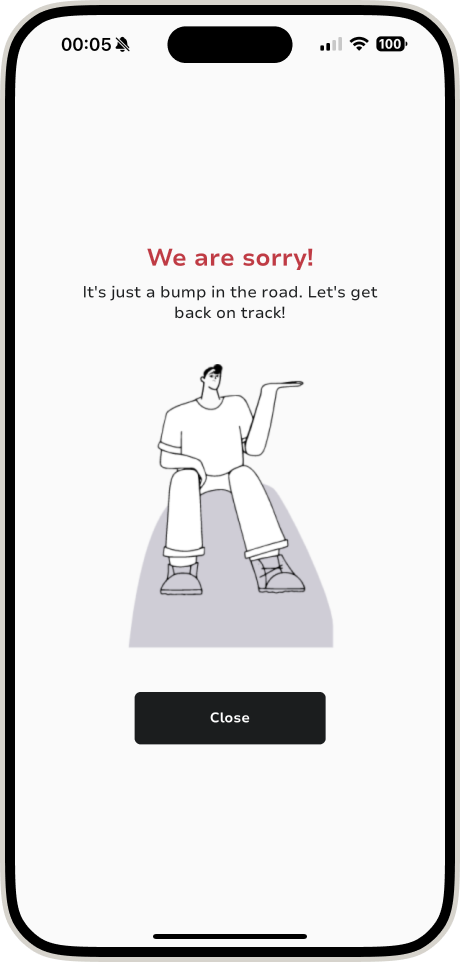 00:05
100
We are sorry!
It's just a bump in the road. Let's get
back on track!
Close